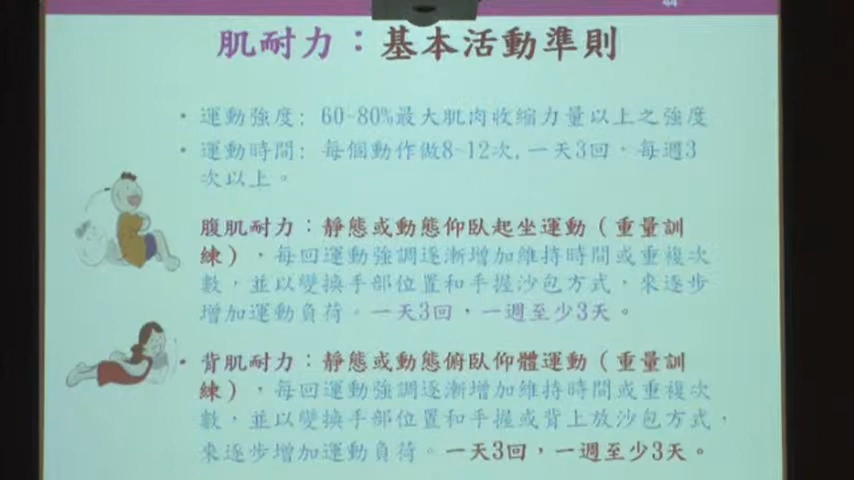 肌耐力：基本活動準則
• 運動強度: 60-80%最大肌肉收縮力量以上之強度
• 運動時間: 每個動作做8-12次, 一天3回，每週3
次以上。
腹肌耐力：靜態或動態仰臥起坐運動（重量訓
練），每回運動強調逐漸增加維持時間或重複次
數，並以變換手部位置和手握沙包方式，來逐步
增加運動負荷。一天3回，一週至少3天。
• 背肌耐力：靜態或動態俯臥仰體運動（重量訓
練），每回運動強調逐漸增加維持時間或重複次
數，並以變換手部位置和手握或背上放沙包方式，
來逐步增加運動負荷。一天3回，一週至少3天。